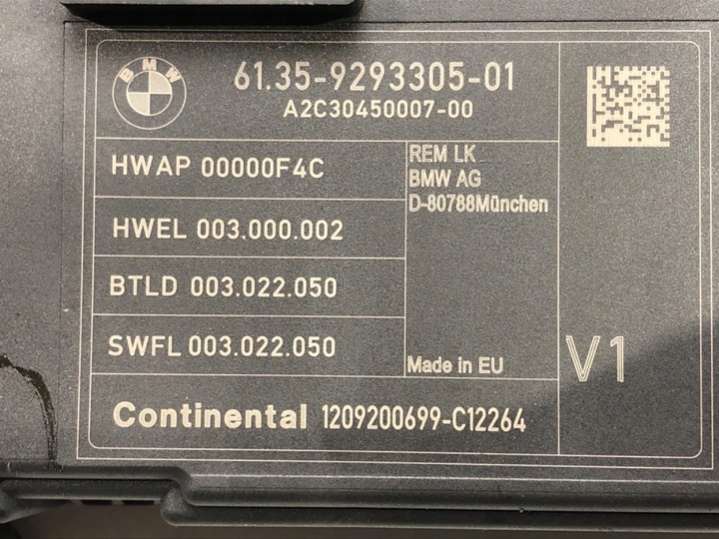 BMW
61.35-9293305-01
A2C30450007-00
HWAP 00000F4C
HWEL 003.000.002
BTLD 003.022.050
SWFL 003.022.050
REM LK
BMW AG
D-80788München
Made in EU
V1
Continental 1209200699-C12264